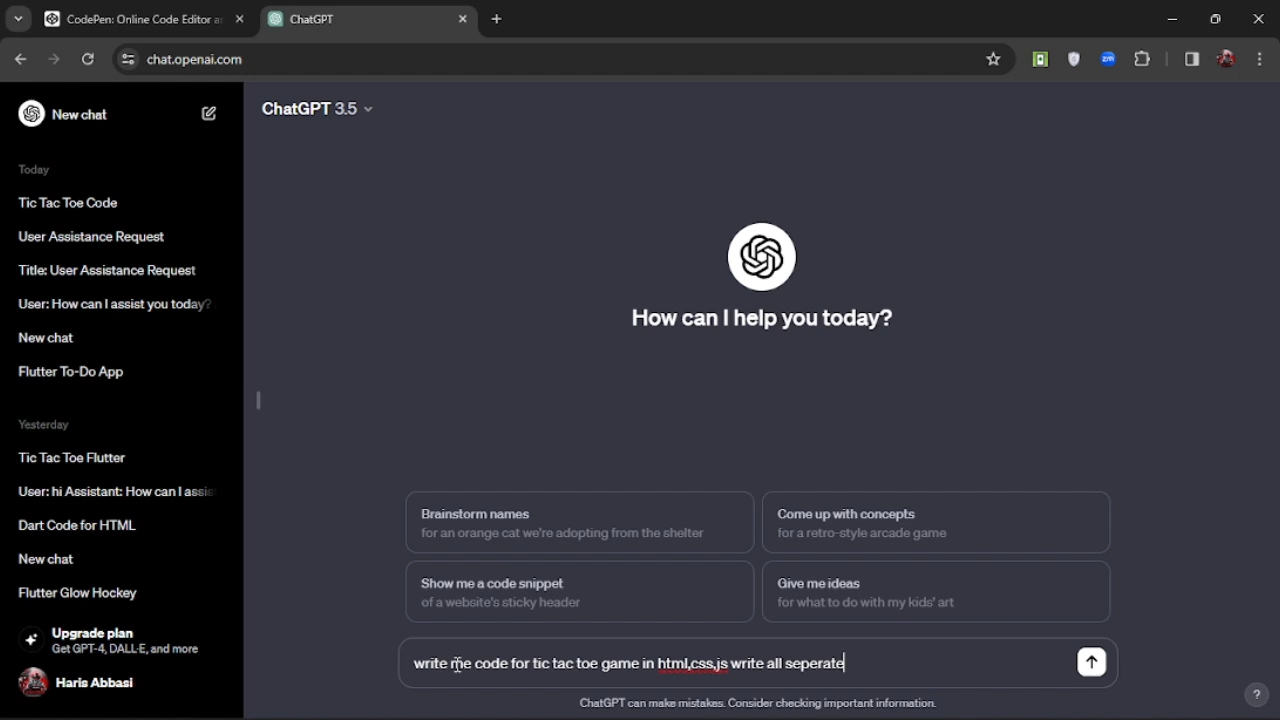 CodePen: Online Code Editor a
ChatGPT
chat.openai.com
zm
New chat
ChatGPT 3.5
Today
Tic Tac Toe Code
User Assistance Request
Title: User Assistance Request
User: How can I assist you today?
New chat
Flutter To-Do App
Yesterday
Tic Tac Toe Flutter
User: hi Assistant: How can I assis
Dart Code for HTML
New chat
Flutter Glow Hockey
Upgrade plan
Get GPT-4, DALL·E, and more
Haris Abbasi
How can I help you today?
Brainstorm names
for an orange cat we're adopting from the shelter
Come up with concepts
for a retro-style arcade game
Show me a code snippet
of a website's sticky header
Give me ideas
for what to do with my kids' art
write me code for tic tac toe game in html,css,js write all seperate
ChatGPT can make mistakes. Consider checking important information.
?